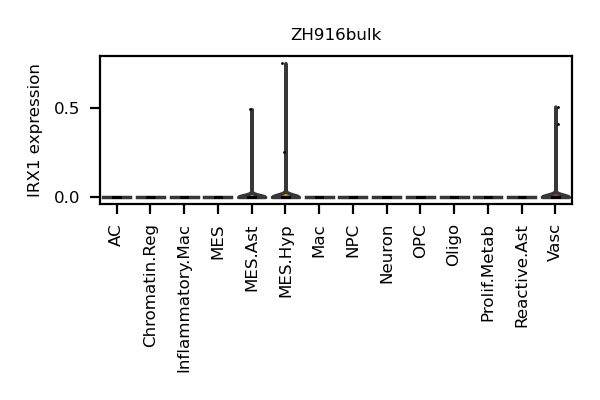 ZH916bulk
IRX1 expression
0.5
0.0
AC
Chromatin.Reg
Inflammatory.Mac
MES
MES.Ast
MES.Hyp
Mac
NPC
Neuron
OPC
Oligo
Prolif.Metab
Reactive.Ast
Vasc